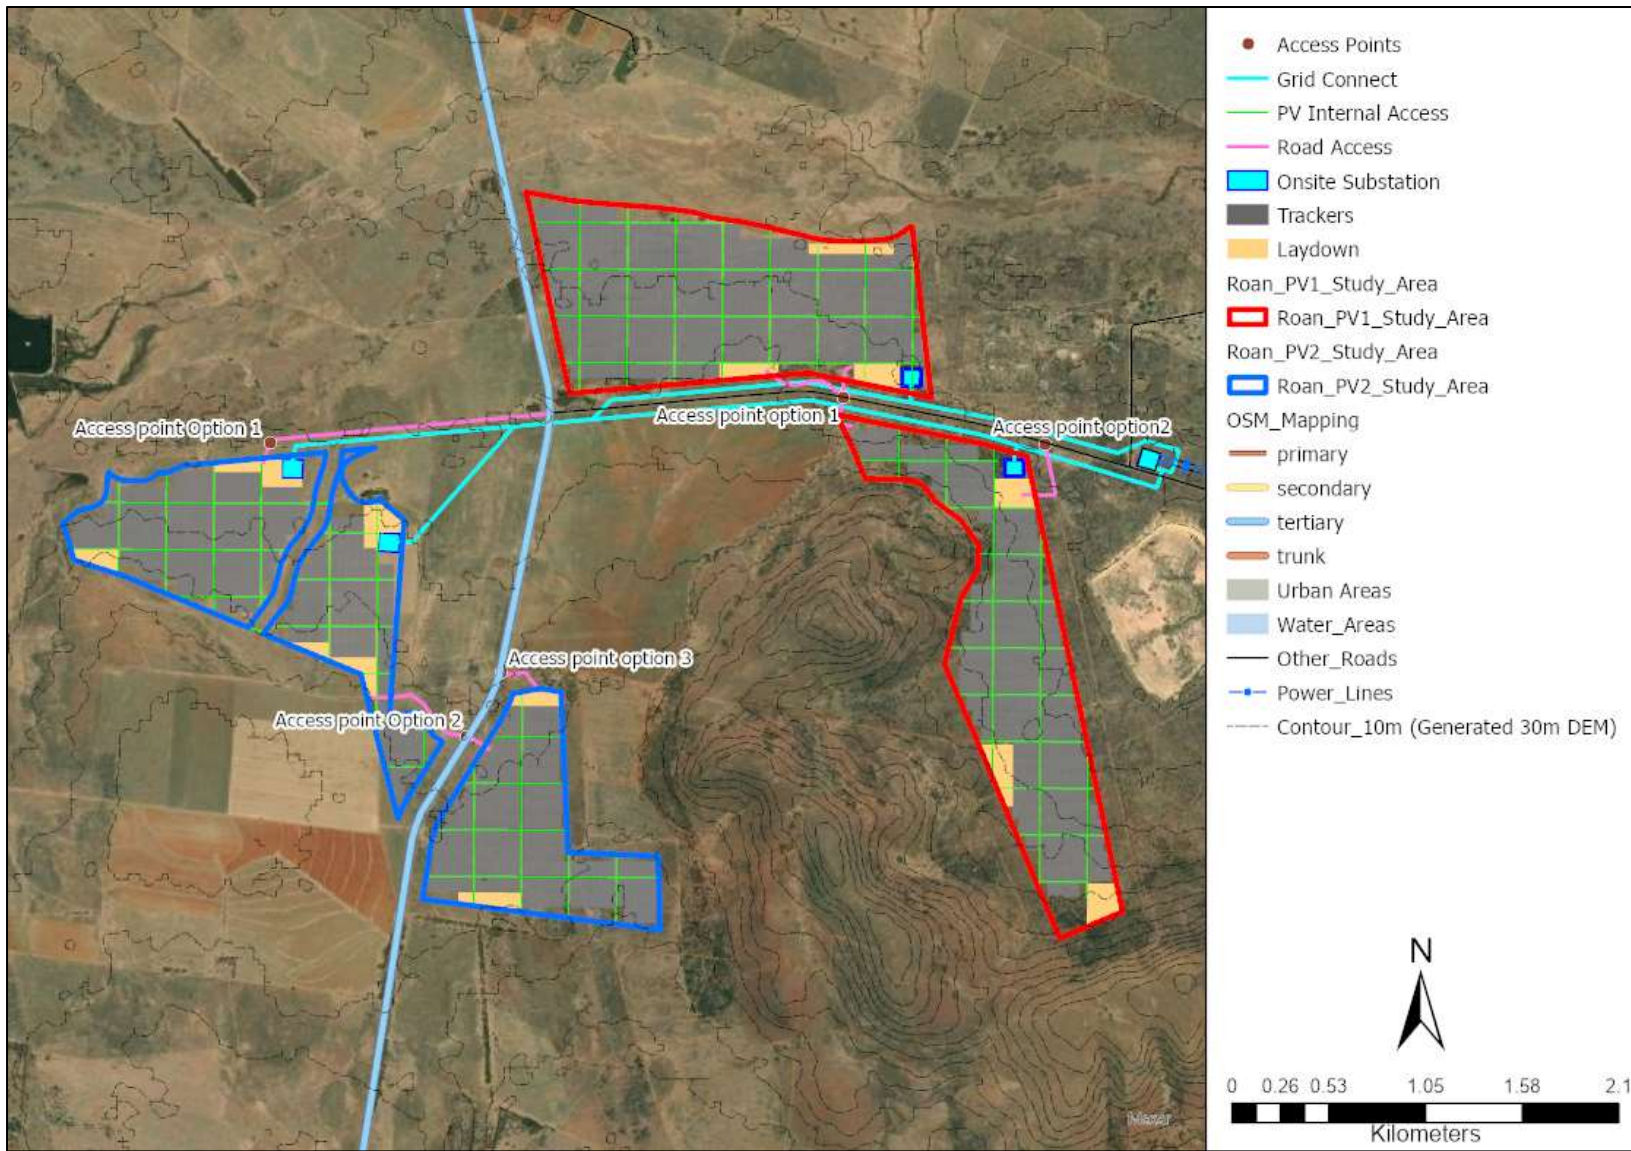 Access point Option 1
Access point option 1
Access point option2
Access point option 3
Access point Option 2
Maxar
Access Points
Grid Connect
PV Internal Access
Road Access
Onsite Substation
Trackers
Laydown
Roan_PV1_Study_Area
Roan_PV1_Study_Area
Roan_PV2_Study_Area
Roan_PV2_Study_Area
OSM_Mapping
primary
secondary
tertiary
trunk
Urban Areas
Water_Areas
Other_Roads
Power_Lines
Contour_10m (Generated 30m DEM)
N
0 0.26 0.53 1.05 1.58 2.1
Kilometers